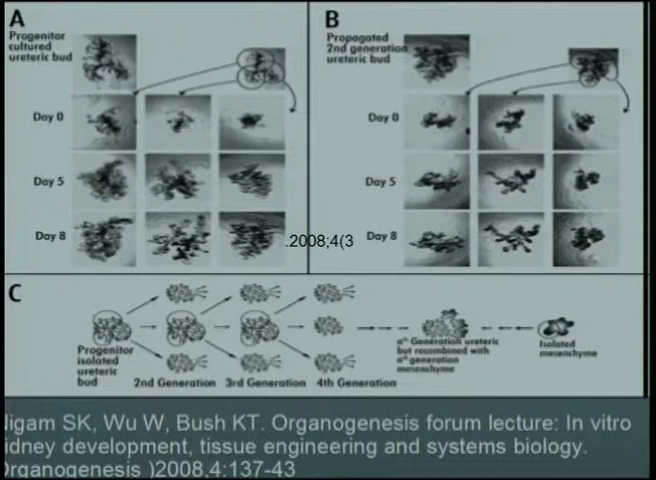 A
Progenitor
cultured
ureteric bud
Day 0
Day 5
Day 8
B
Propagated
2nd generation
ureteric bud
Day 0
Day 5
Day 8
.2008;4(3
C
Progenitor
isolated
ureteric
bud
2nd Generation
3rd Generation
4th Generation
nth Generation ureteric
but recombined with
nth generation
mesenchyme
Isolated
mesenchyme
ligam SK, Wu W, Bush KT. Organogenesis forum lecture: In vitro
idney development, tissue engineering and systems biology.
Organogenesis )2008,4:137-43